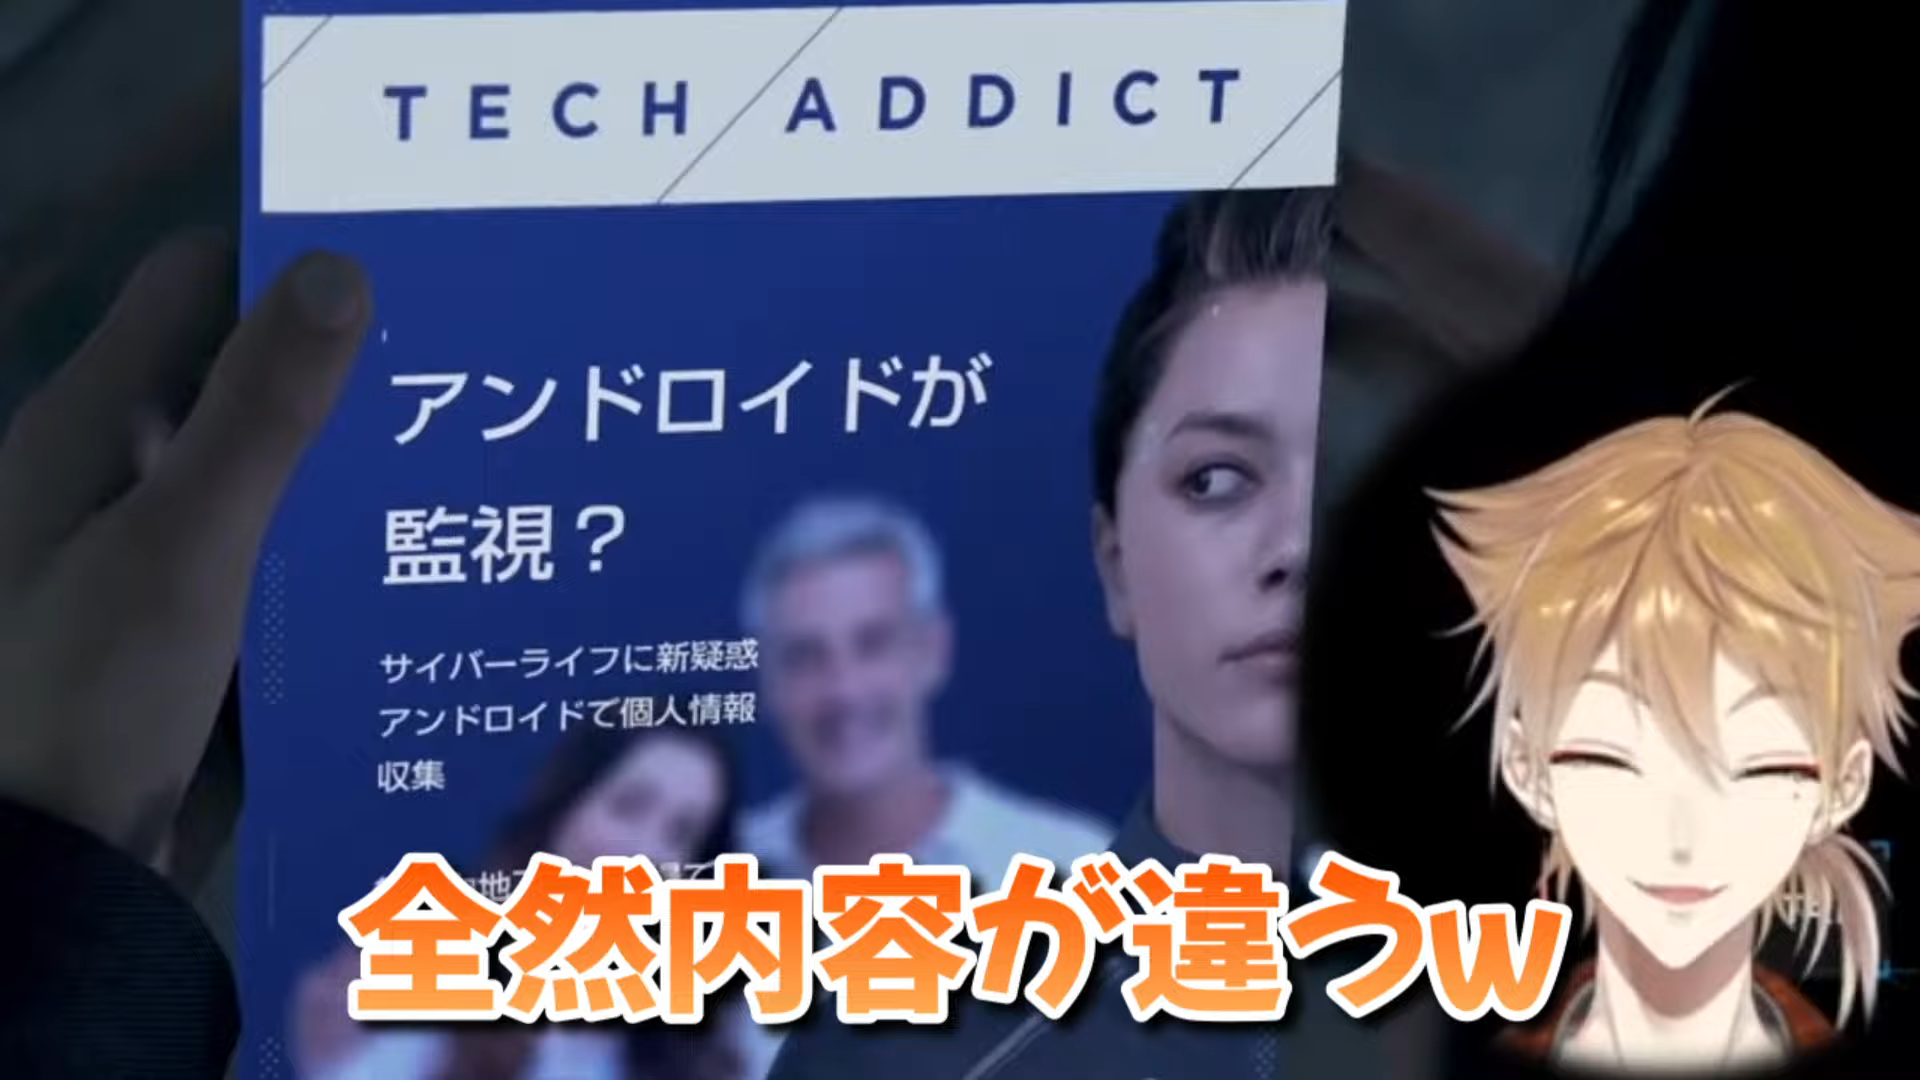 TECH ADDICT
アンドロイドが
監視？
サイバーライフに新疑惑
アンドロイドで個人情報
収集
全然内容が違うw